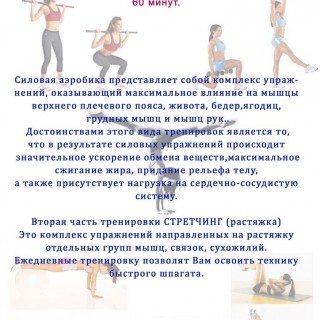 60 минут.
Силовая аэробика представляет собой комплекс упраж-
нений, оказывающий максимальное влияние на мышцы
верхнего плечевого пояса, живота, бедер,ягодиц,
грудных мышц и мышц рук..
Достоинствами этого вида тренировок является то,
что в результате силовых упражнений происходит
значительное ускорение обмена веществ,максимальное
сжигание жира, придание рельефа телу,
а также присутствует нагрузка на сердечно-сосудистую
систему.
Вторая часть тренировки СТРЕТЧИНГ (растяжка)
Это комплекс упражнений направленных на растяжку
отдельных групп мышц, связок, сухожилий.
Ежедневные тренировку позволят Вам освоить технику
быстрого шпагата.